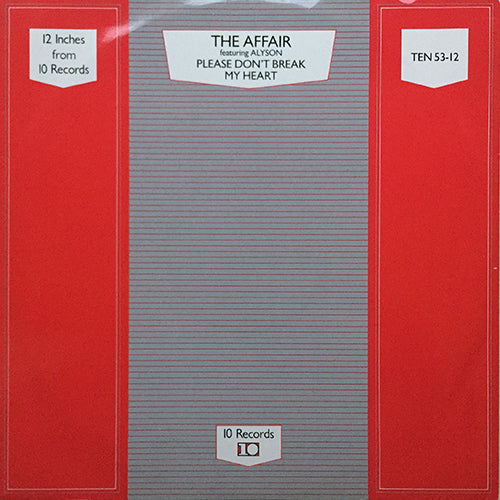 12 Inches
from
10 Records
THE AFFAIR
featuring ALYSON
PLEASE DON'T BREAK
MY HEART
TEN 53-12
10 Records
10